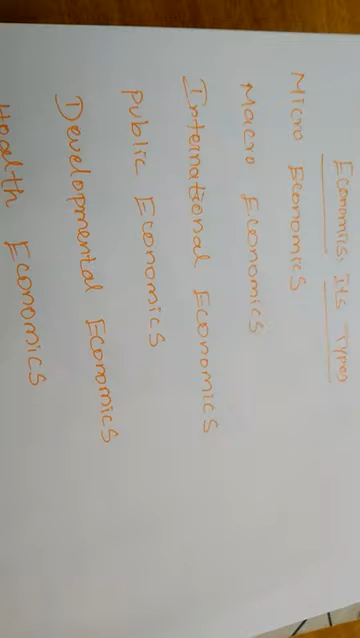 Economics: Its Types
Micro Economics
Macro Economics
International Economics
Public Economics
Developmental Economics
Health Economics